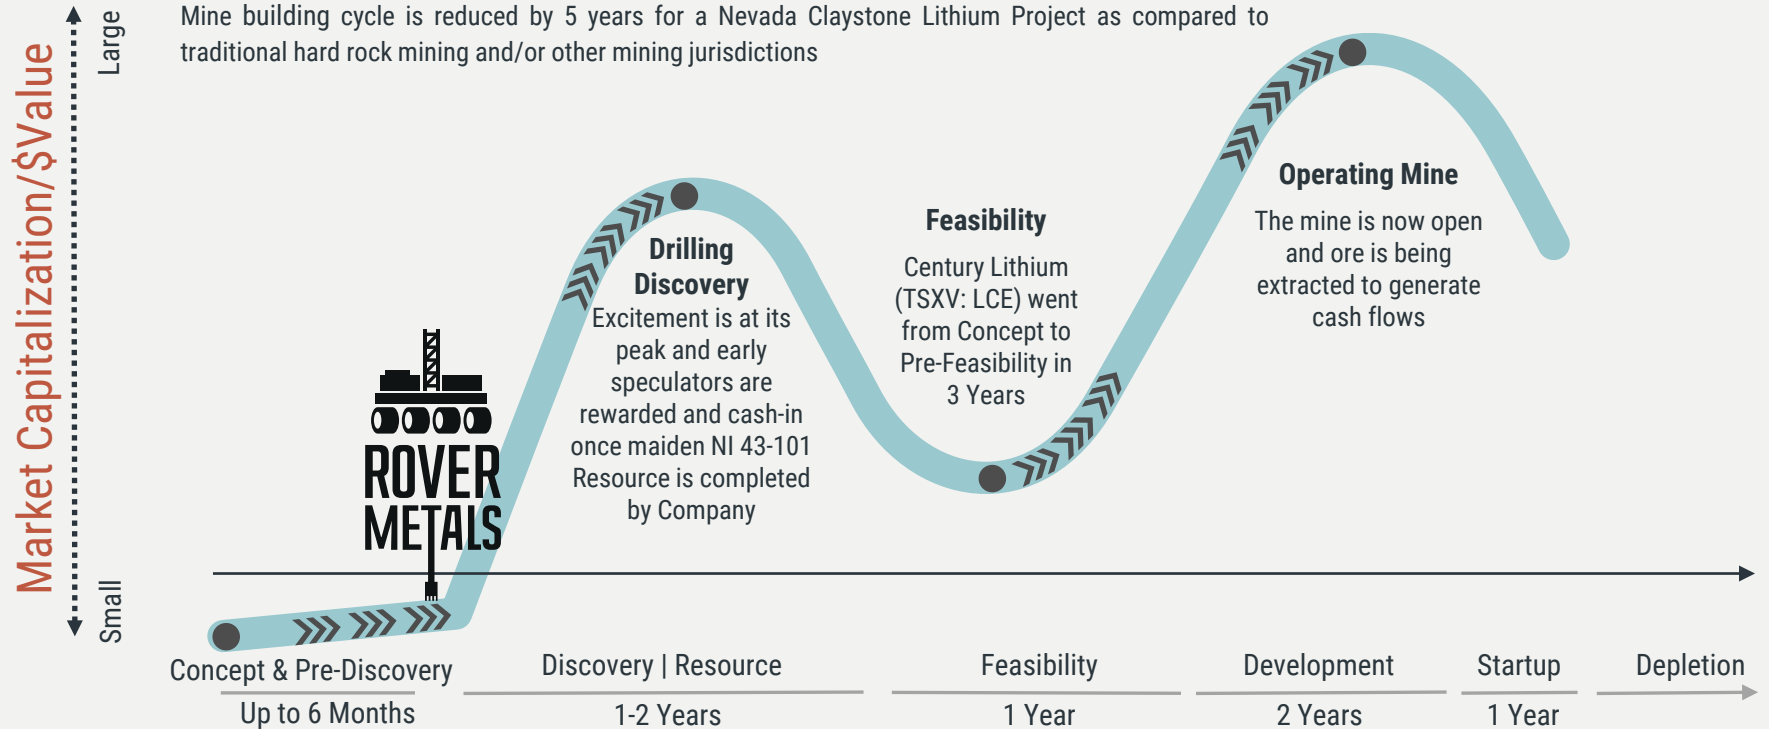 Mine building cycle is reduced by 5 years for a Nevada Claystone Lithium Project as compared to
traditional hard rock mining and/or other mining jurisdictions
Market Capitalization/$Value
Large
Small
ROVER
METALS
Drilling
Discovery
Excitement is at its
peak and early
speculators are
rewarded and cash-in
once maiden NI 43-101
Resource is completed
by Company
Feasibility
Century Lithium
(TSXV: LCE) went
from Concept to
Pre-Feasibility in
3 Years
Operating Mine
The mine is now open
and ore is being
extracted to generate
cash flows
Concept & Pre-Discovery
Up to 6 Months
Discovery | Resource
1-2 Years
Feasibility
1 Year
Development
2 Years
Startup
1 Year
Depletion